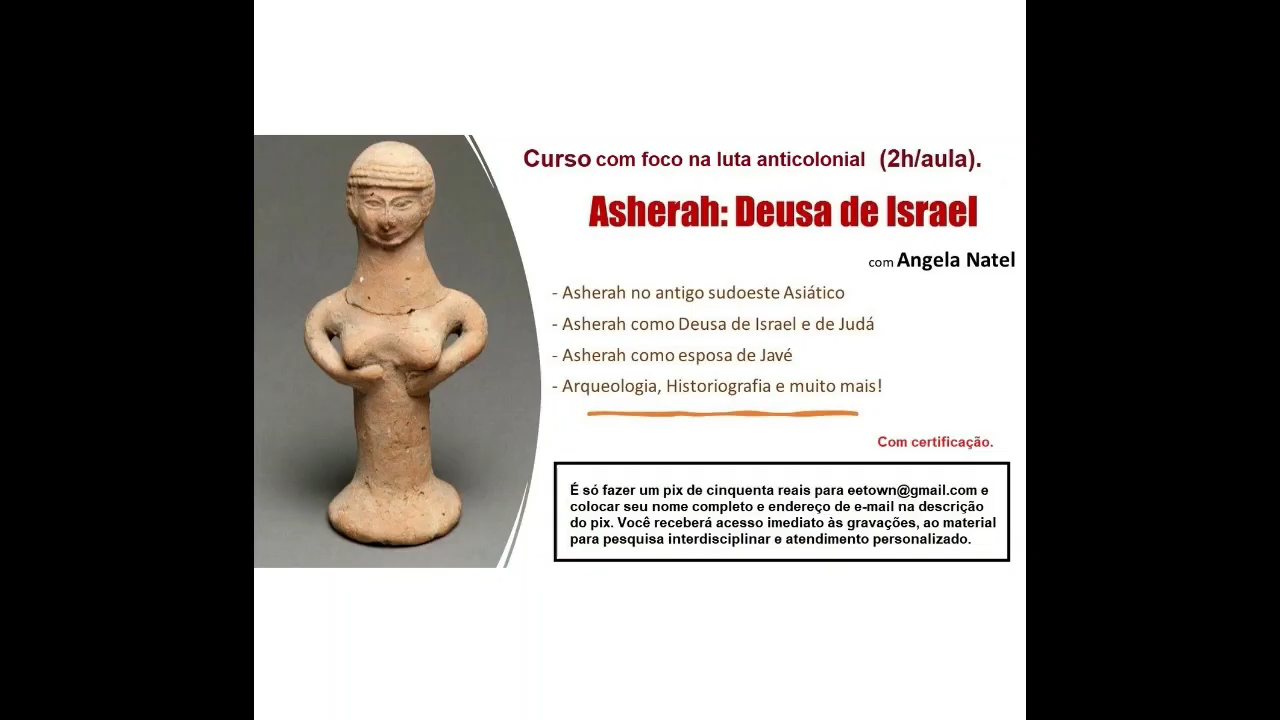 Curso com foco na luta anticolonial (2h/aula).
Asherah: Deusa de Israel
com Angela Natel
- Asherah no antigo sudoeste Asiático
- Asherah como Deusa de Israel e de Judá
- Asherah como esposa de Javé
- Arqueologia, Historiografia e muito mais!
Com certificação.
É só fazer um pix de cinquenta reais para eetown@gmail.com e
colocar seu nome completo e endereço de e-mail na descrição
do pix. Você receberá acesso imediato às gravações, ao material
para pesquisa interdisciplinar e atendimento personalizado.